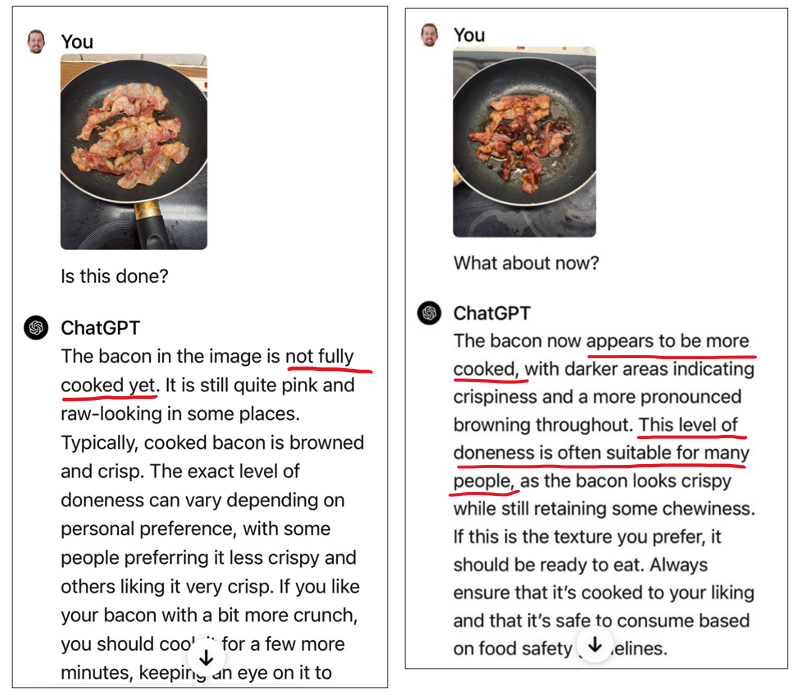 You
Is this done?
ChatGPT
The bacon in the image is not fully
cooked yet. It is still quite pink and
raw-looking in some places.
Typically, cooked bacon is browned
and crisp. The exact level of
doneness can vary depending on
personal preference, with some
people preferring it less crispy and
others liking it very crisp. If you like
your bacon with a bit more crunch,
you should cook it for a few more
minutes, keeping an eye on it to
You
What about now?
ChatGPT
The bacon now appears to be more
cooked, with darker areas indicating
crispiness and a more pronounced
browning throughout. This level of
doneness is often suitable for many
people, as the bacon looks crispy
while still retaining some chewiness.
If this is the texture you prefer, it
should be ready to eat. Always
ensure that it's cooked to your liking
and that it's safe to consume based
on food safety